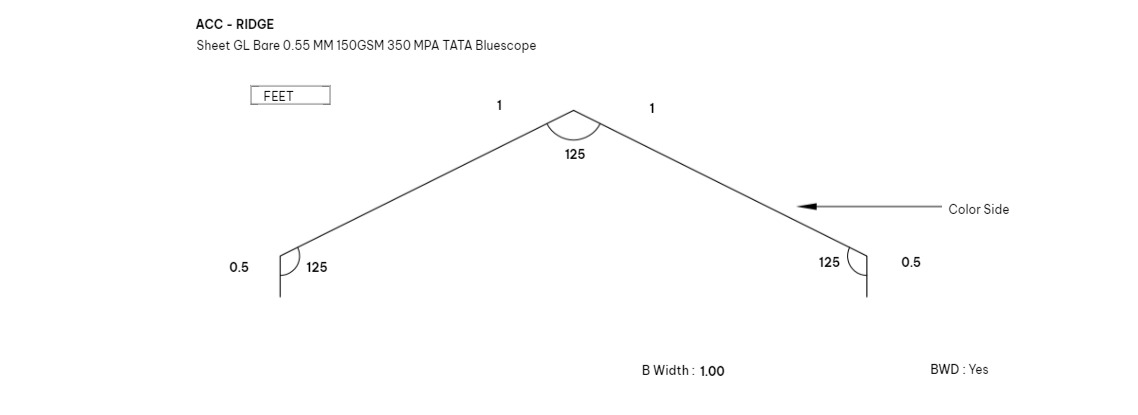 ACC - RIDGE
Sheet GL Bare 0.55 MM 150GSM 350 MPA TATA Bluescope
FEET
1
1
125
Color Side
0.5
125
125
0.5
B Width : 1.00
BWD : Yes